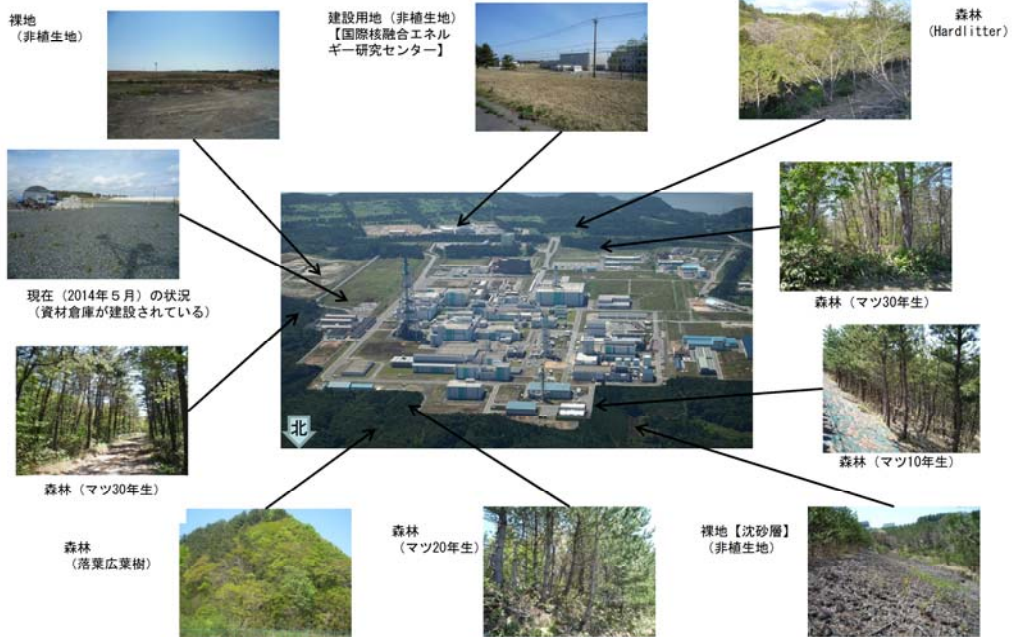 裸地
(非植生地)
建設用地(非植生地)
【国際核融合エネル
ギー研究センター】
森林
(Hardlitter)
現在(2014年5月)の状況
(資材倉庫が建設されている)
森林(マツ30年生)
森林(マツ30年生)
森林(マツ10年生)
北
森林
(落葉広葉樹)
森林
(マツ20年生)
裸地【沈砂層】
(非植生地)